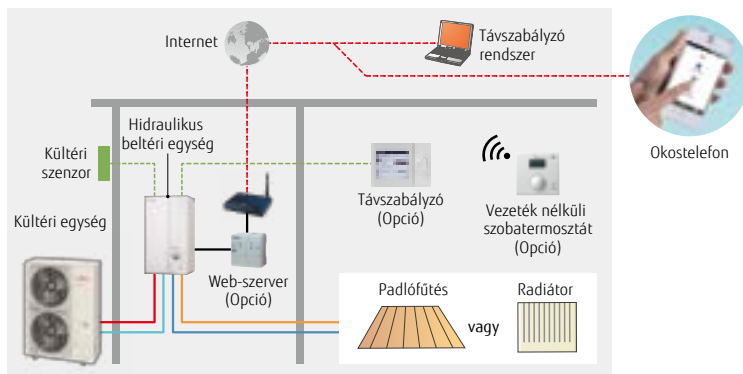 Internet
Távszabályzó
rendszer
Okostelefon
Hidraulikus
beltéri egység
Kültéri
szenzor
Távszabályzó
(Opció)
Vezeték nélküli
szobatermosztát
(Opció)
Kültéri egység
Web-szerver
(Opció)
Padlófűtés
vagy
Radiátor